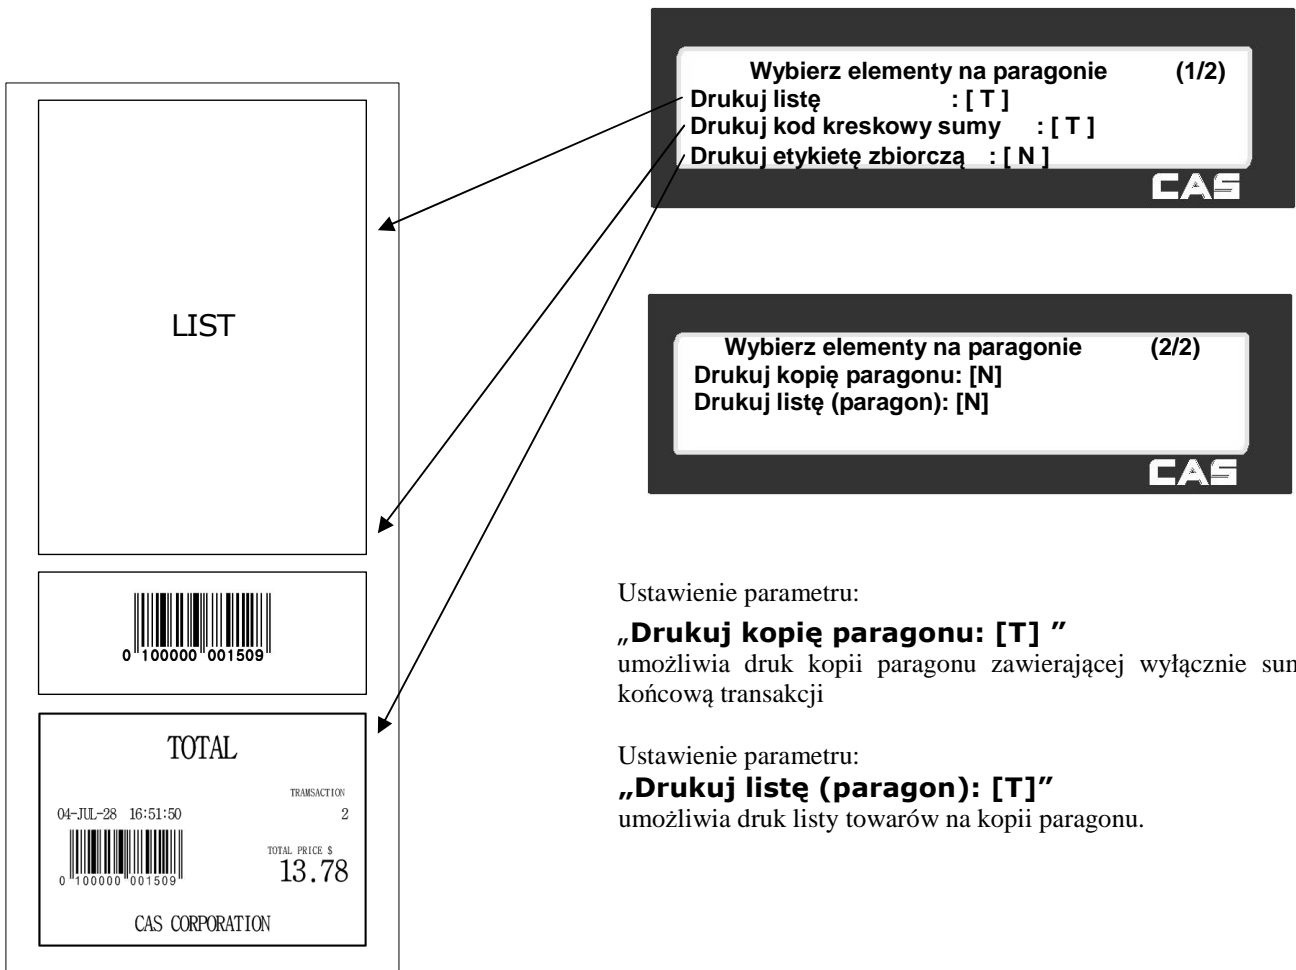 Wybierz elementy na paragonie (1/2)
Drukuj listę : [ T ]
Drukuj kod kreskowy sumy : [ T ]
Drukuj etykietę zbiorczą : [ N ]
CAS
LIST
Wybierz elementy na paragonie (2/2)
Drukuj kopię paragonu: [N]
Drukuj listę (paragon): [N]
CAS
0 100000 001509
TOTAL
TRAMSACTION
04-JUL-28 16:51:50 2
TOTAL PRICE $
13.78
0 100000 001509
CAS CORPORATION
Ustawienie parametru:
„Drukuj kopię paragonu: [T] ”
umożliwia druk kopii paragonu zawierającej wyłącznie
końcową transakcji
Ustawienie parametru:
„Drukuj listę (paragon): [T]”
umożliwia druk listy towarów na kopii paragonu.